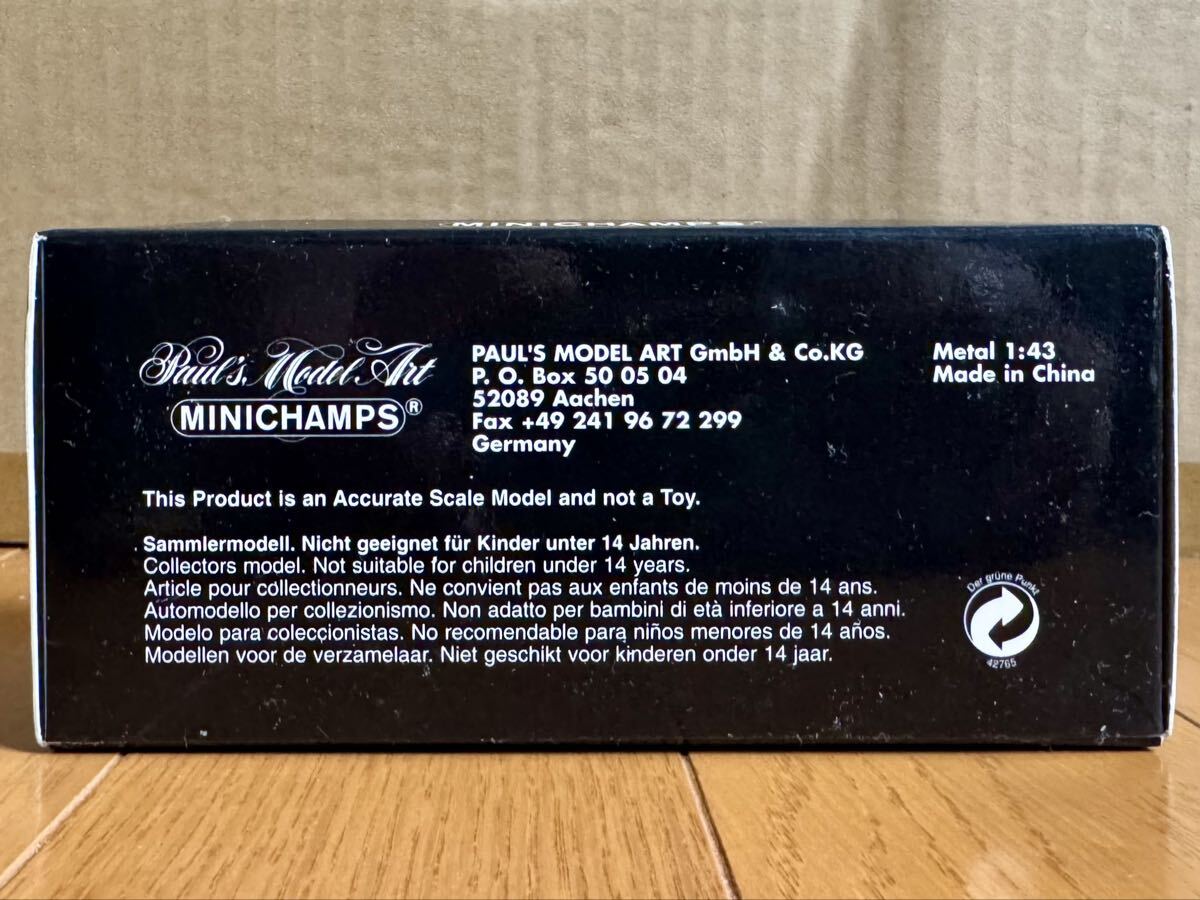 MINICHAMPS
Paul's Model Art
MINICHAMPS®
PAUL'S MODEL ART GmbH & Co.KG
P. O. Box 50 05 04
52089 Aachen
Fax +49 241 96 72 299
Germany
Metal 1:43
Made in China
This Product is an Accurate Scale Model and not a Toy.
Sammlermodell. Nicht geeignet für Kinder unter 14 Jahren.
Collectors model. Not suitable for children under 14 years.
Article pour collectionneurs. Ne convient pas aux enfants de moins de 14 ans.
Automodello per collezionismo. Non adatto per bambini di età inferiore a 14 anni.
Modelo para colecçionistas. No recomendable para niños menores de 14 años.
Modellen voor de verzamelaar. Niet geschikt voor kinderen onder 14 jaar.
Der grüne Punkt
42765